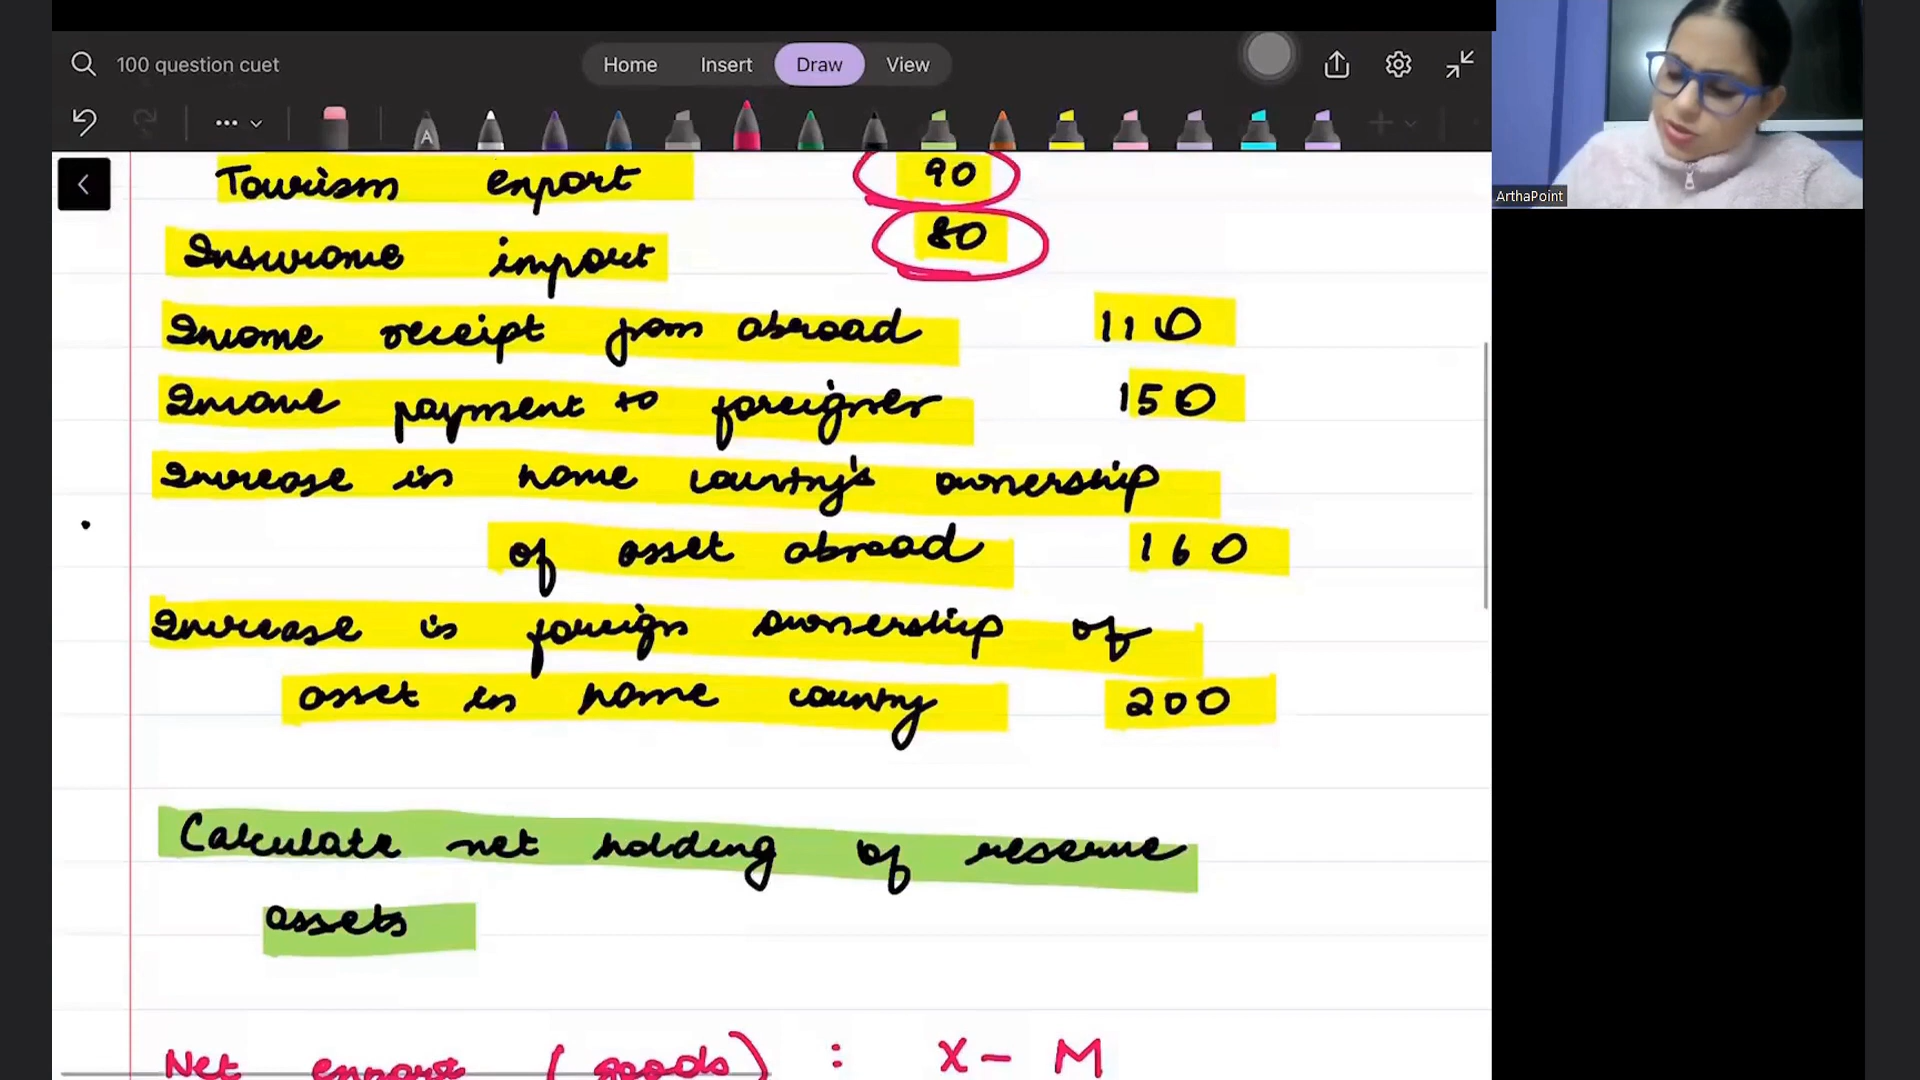 100 question cuet
Home Insert Draw View
A
ArthaPoint
Tourism export 90
Insurance import 80
Income receipt from abroad 110
Income payment to foreigner 150
Increase in home country's ownership
of asset abroad 160
Increase in foreign ownership of
asset in home country 200
Calculate net holding of reserve
assets
Net export (goods) : X - M